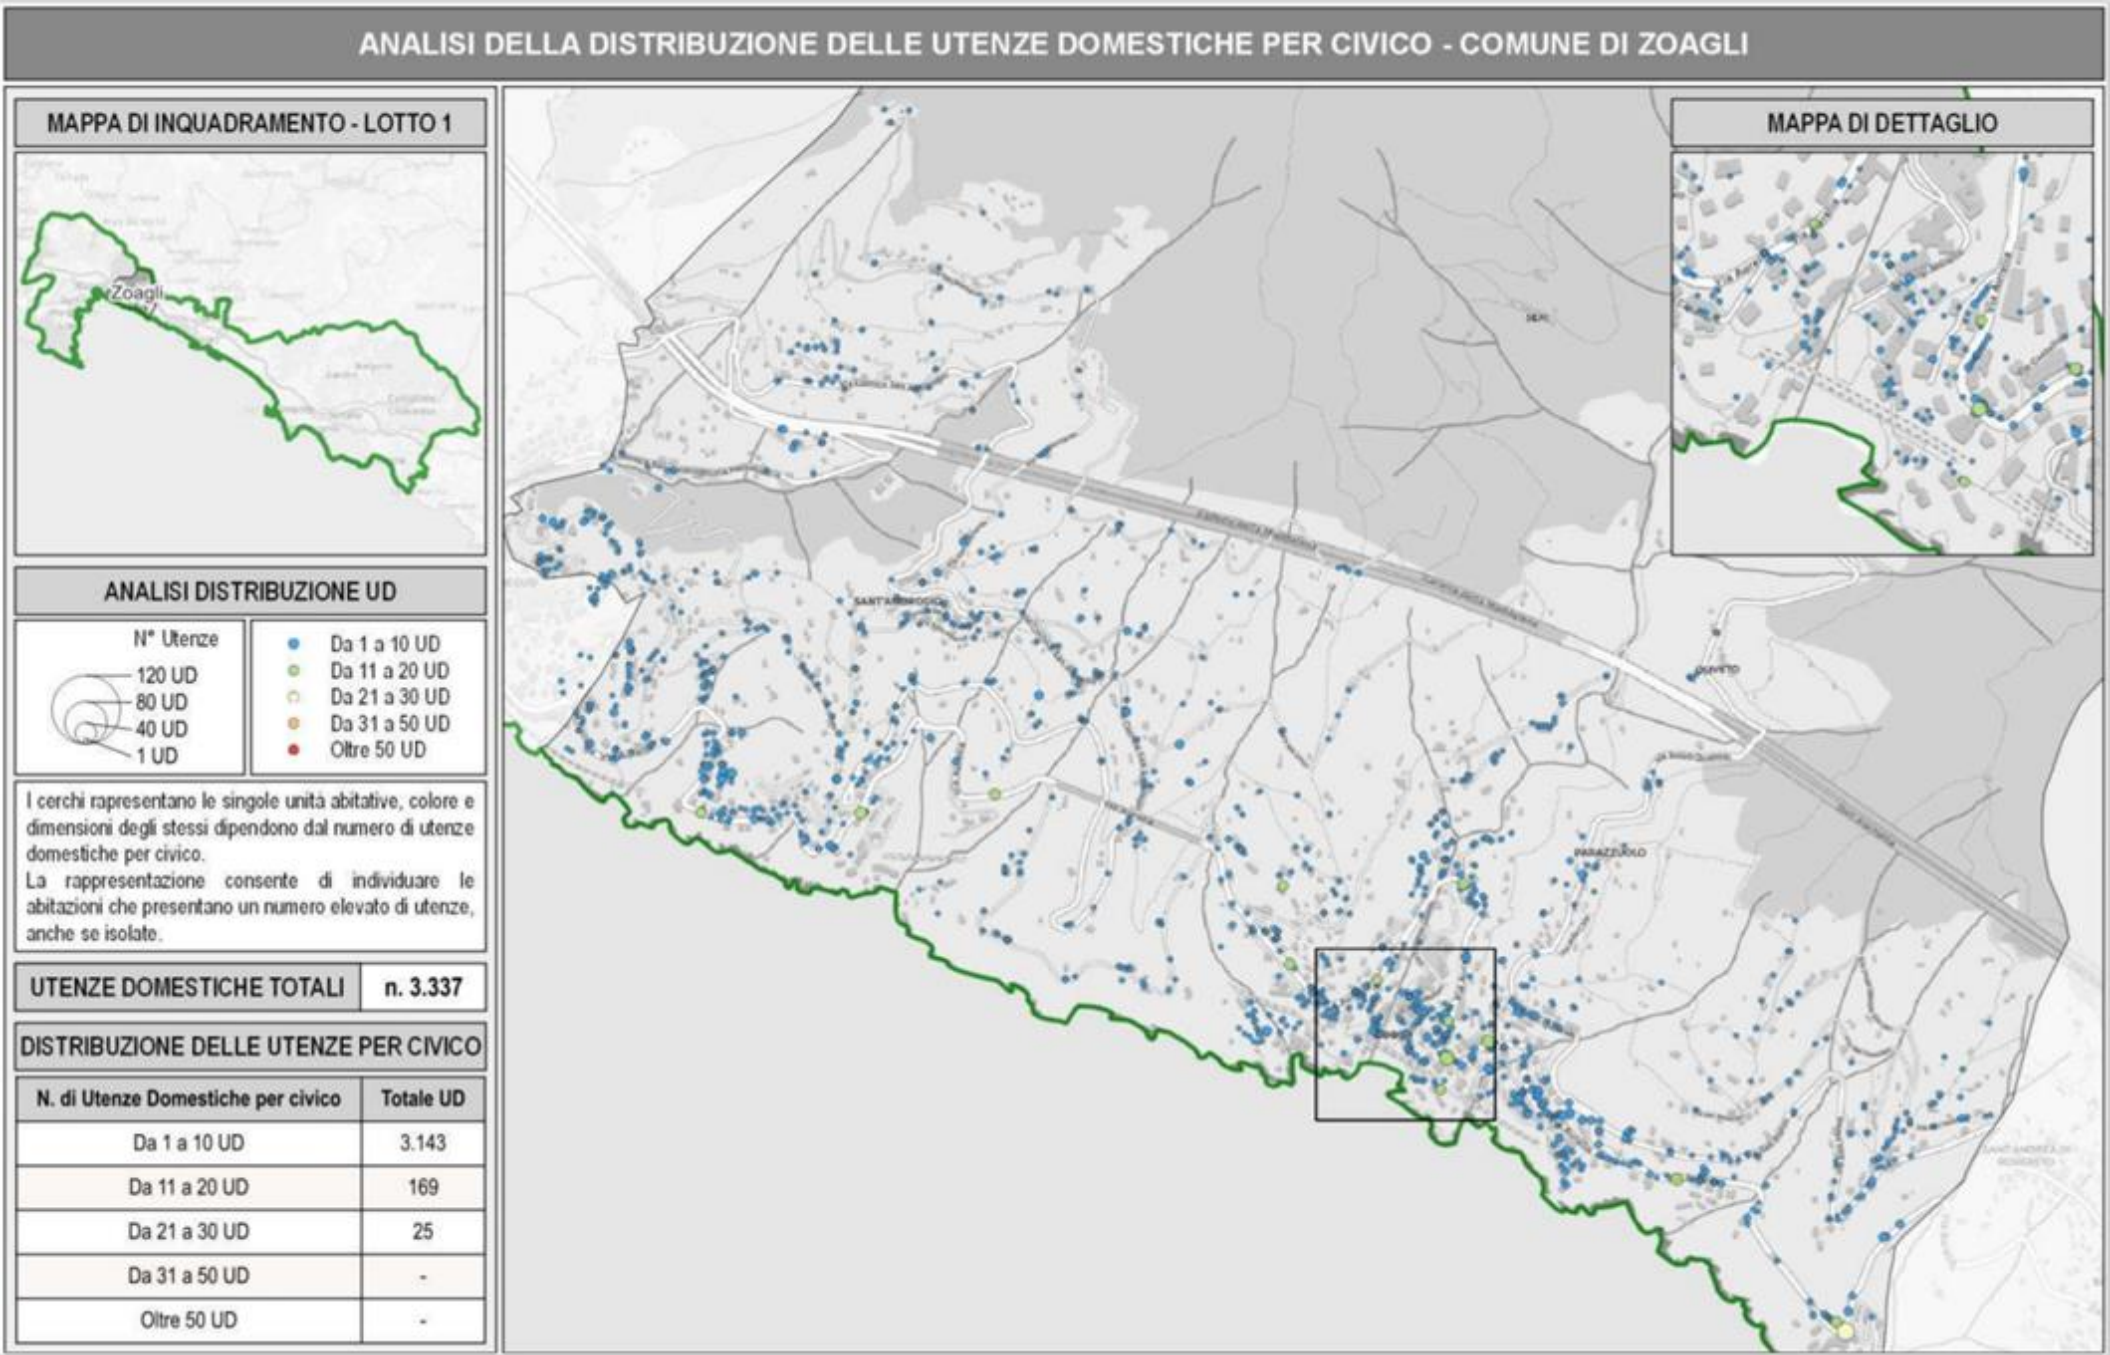 ANALISI DELLA DISTRIBUZIONE DELLE UTENZE DOMESTICHE PER CIVICO - COMUNE DI ZOAGLI
MAPPA DI INQUADRAMENTO - LOTTO 1
Zoagli
ANALISI DISTRIBUZIONE UD
N° Utenze
120 UD
80 UD
40 UD
1 UD
Da 1 a 10 UD
Da 11 a 20 UD
Da 21 a 30 UD
Da 31 a 50 UD
Oltre 50 UD
I cerchi rapresentano le singole unità abitative, colore e
dimensioni degli stessi dipendono dal numero di utenze
domestiche per civico.
La rappresentazione consente di individuare le
abitazioni che presentano un numero elevato di utenze,
anche se isolate.
UTENZE DOMESTICHE TOTALI n. 3.337
DISTRIBUZIONE DELLE UTENZE PER CIVICO
N. di Utenze Domestiche per civico Totale UD
Da 1 a 10 UD 3.143
Da 11 a 20 UD 169
Da 21 a 30 UD 25
Da 31 a 50 UD -
Oltre 50 UD -
MAPPA DI DETTAGLIO
SANT'AMBROGIO
PARAZZUOLO